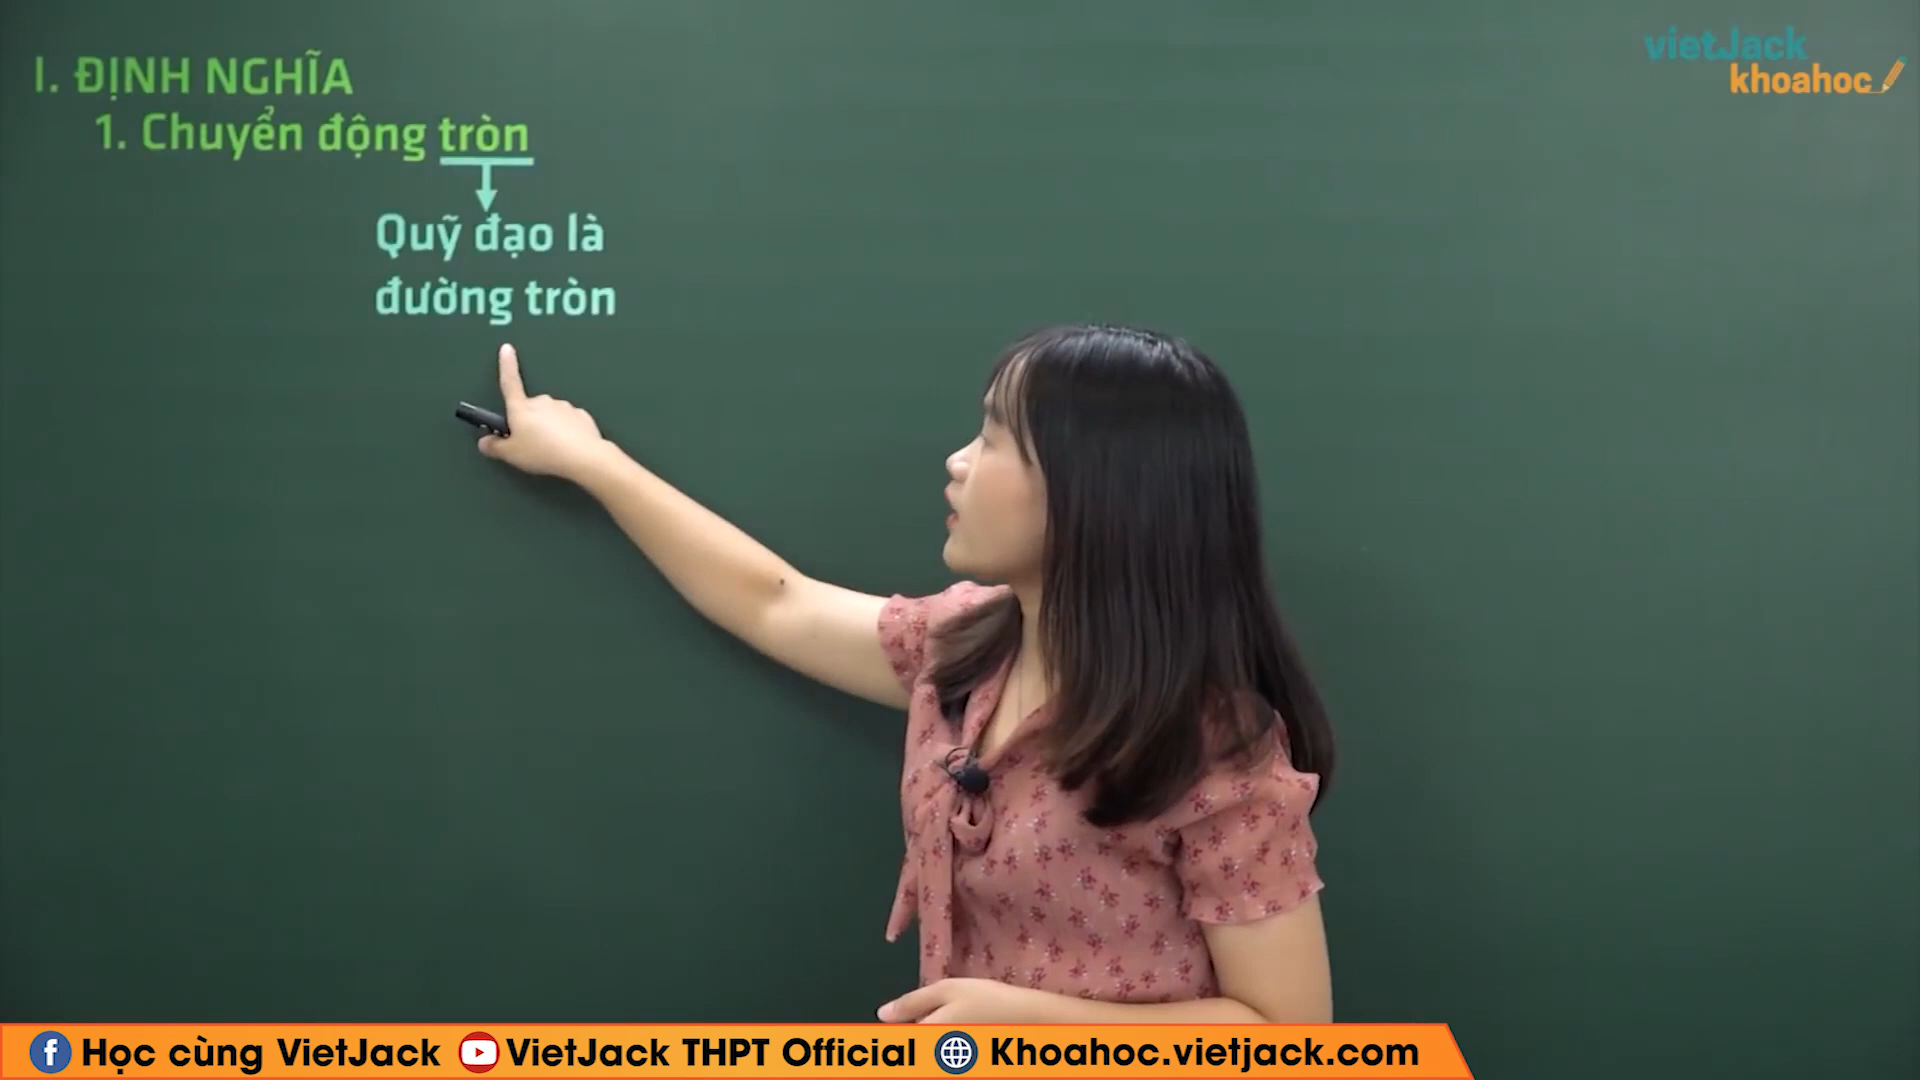 I. ĐỊNH NGHĨA
1. Chuyển động tròn
Quỹ đạo là
đường tròn
vietJack
khoahoc
Học cùng VietJack
VietJack THPT Official
Khoahoc.vietjack.com